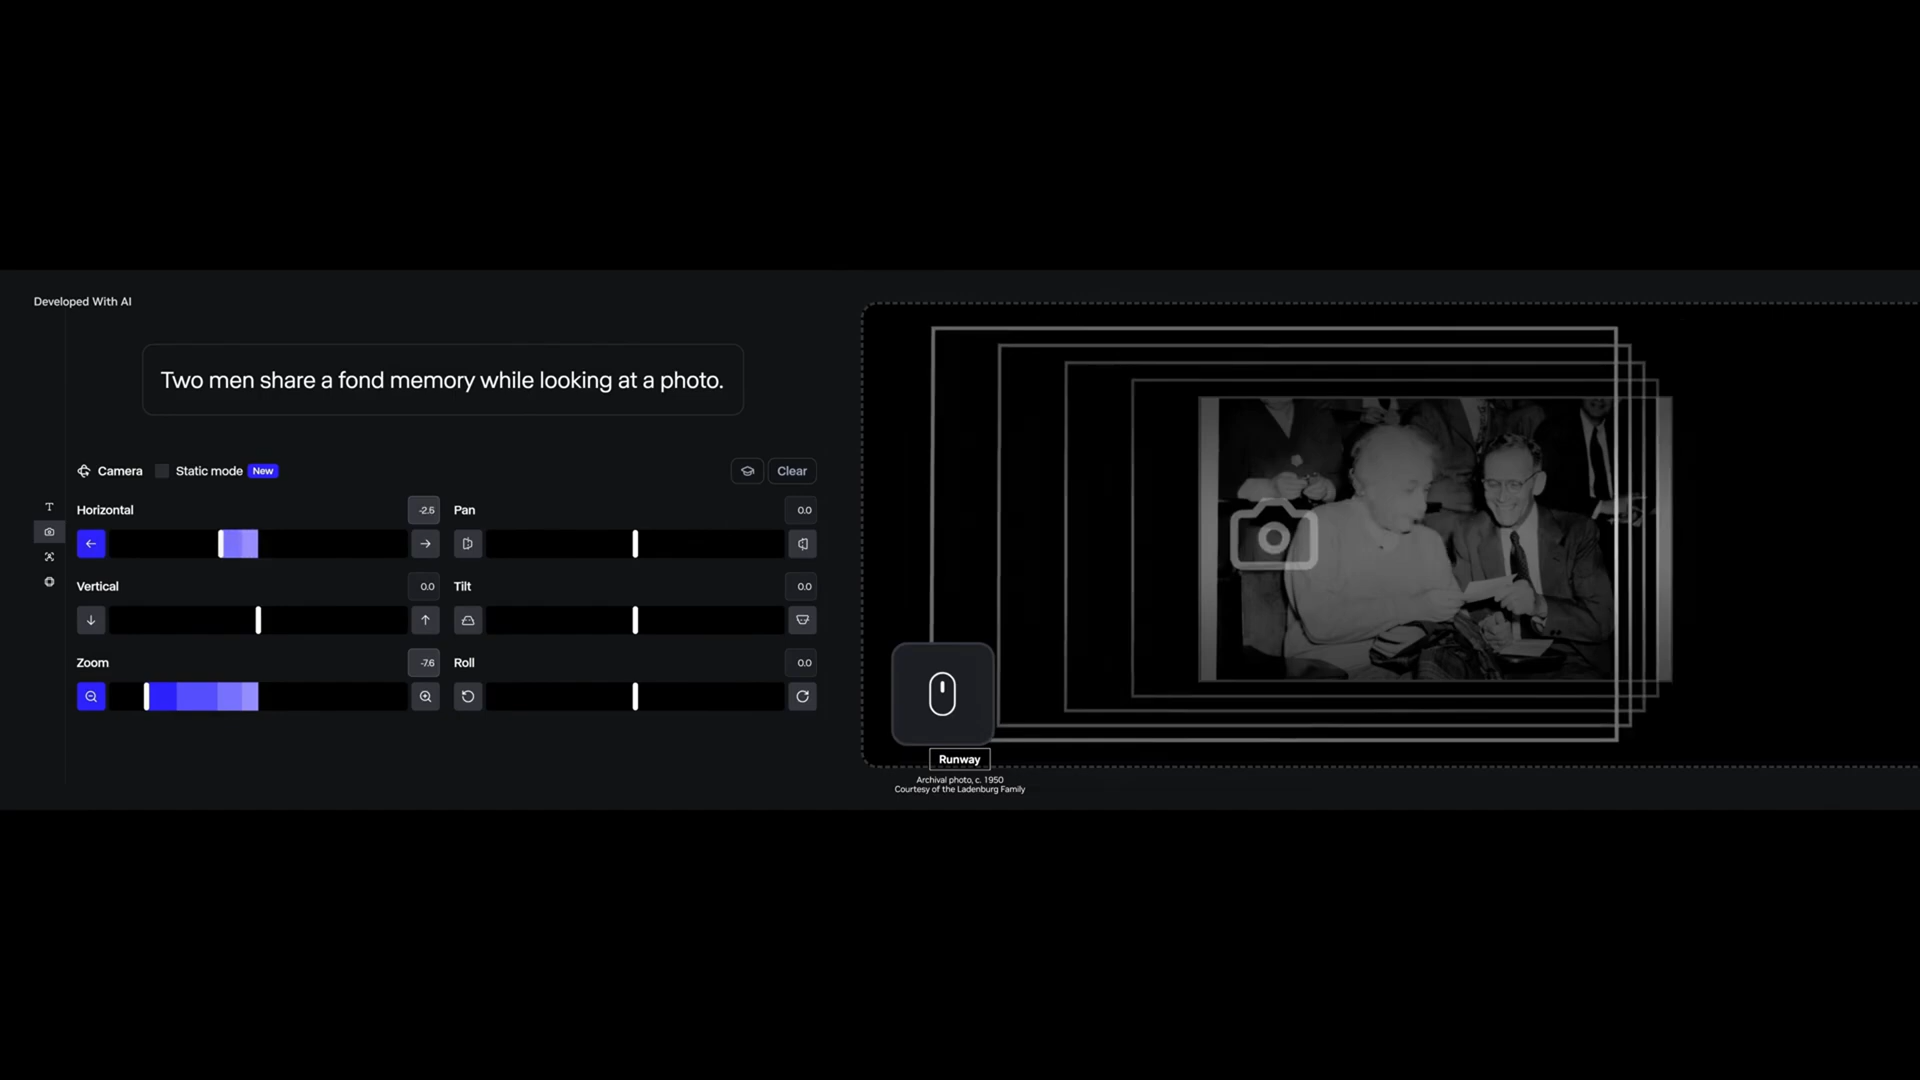 Developed With AI
Two men share a fond memory while looking at a photo.
Camera
Static mode
New
Clear
Horizontal
-2.6
Pan
0.0
Vertical
0.0
Tilt
0.0
Zoom
-7.6
Roll
0.0
Runway
Archival photo, c. 1950
Courtesy of the Ladenburg Family